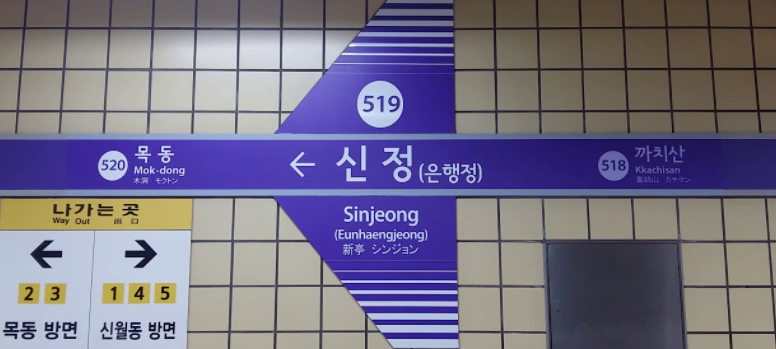 519
520
목동
Mok-dong
木洞 モクトン
← 신정(은행정)
518
까치산
Kkachisan
Sinjeong
(Eunhaengjeong)
新亭 シンジョン
나가는 곳
Way Out 出口
← →
2 3
1 4 5
목동 방면
신월동 방면